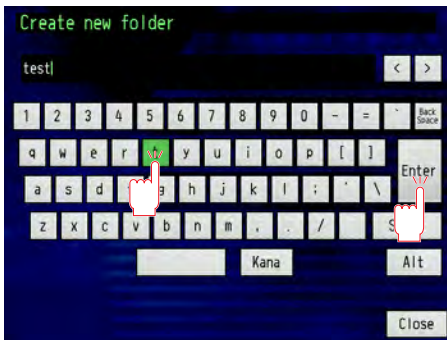 Create new folder
test
< >
1 2 3 4 5 6 7 8 9 0 - = ` Back Space
q w e r y u i o p [ ]
Enter
a s d h j k l ; ' \
z x c v b n m , . /
Kana Alt
Close